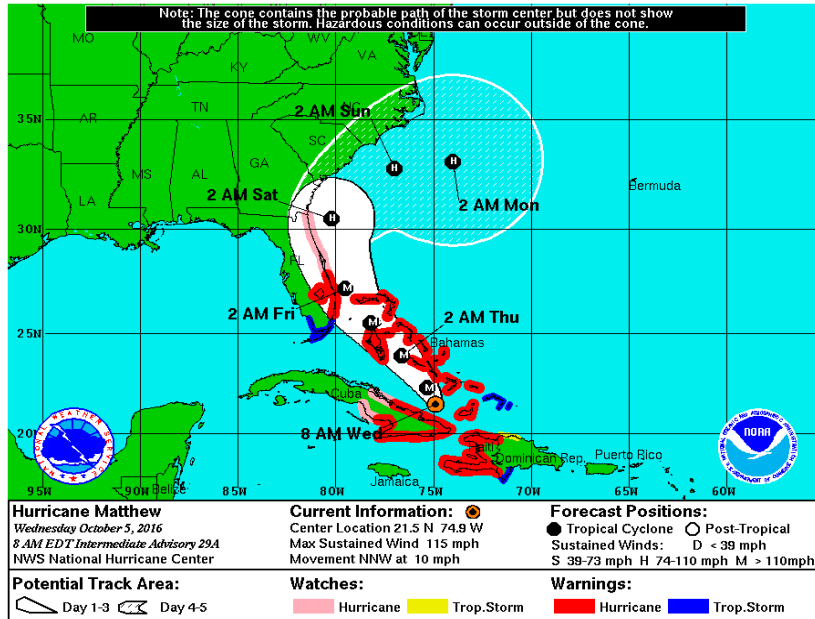 Note: The cone contains the probable path of the storm center but does not show
the size of the storm. Hazardous conditions can occur outside of the cone.
MO
KY
WV
VA
35N
AR
TN
NC
2 AM Sun
SC
MS
AL
GA
H
H
LA
2 AM Sat
2 AM Mon
Bermuda
30N
H
FL
M
2 AM Fri
2 AM Thu
25N
M
Bahamas
M
M
Cuba
20N
8 AM Wed
Haiti
Dominican Rep.
Puerto Rico
Jamaica
Belize
95N
90W
85W
80W
75W
70W
65W
60W
NATIONAL WEATHER SERVICE
NOAA
Hurricane Matthew
Wednesday October 5, 2016
8 AM EDT Intermediate Advisory 29A
NWS National Hurricane Center
Current Information:
Center Location 21.5 N 74.9 W
Max Sustained Wind 115 mph
Movement NNW at 10 mph
Forecast Positions:
Tropical Cyclone Post-Tropical
Sustained Winds: D < 39 mph
S 39-73 mph H 74-110 mph M > 110mph
Potential Track Area:
Day 1-3 Day 4-5
Watches:
Hurricane Trop.Storm
Warnings:
Hurricane Trop.Storm